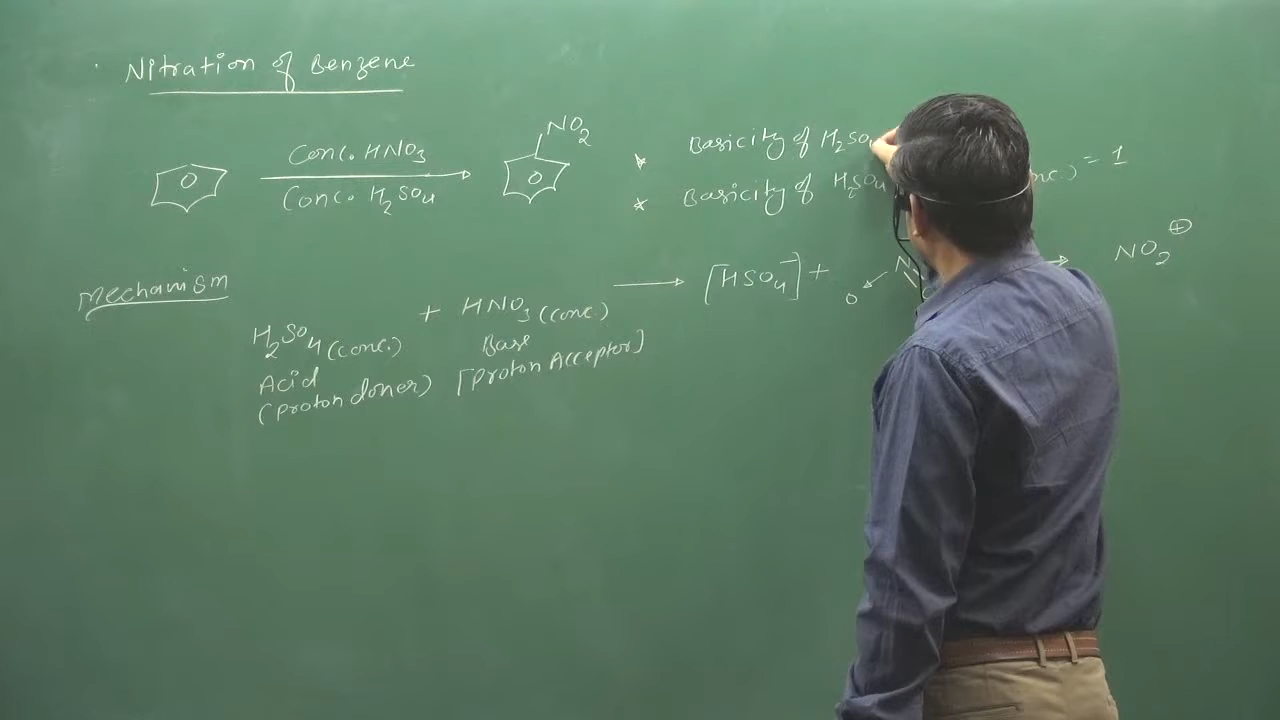 Nitration of Benzene
Conc. HNO3
Conc. H2SO4
NO2
* Basicity of H2SO4
* Basicity of H2SO4 = 1
Mechanism
H2SO4 (conc.) + HNO3 (conc.) → [HSO4]⁻ + → NO2⊕
Acid Base
(Proton doner) [Proton Acceptor]